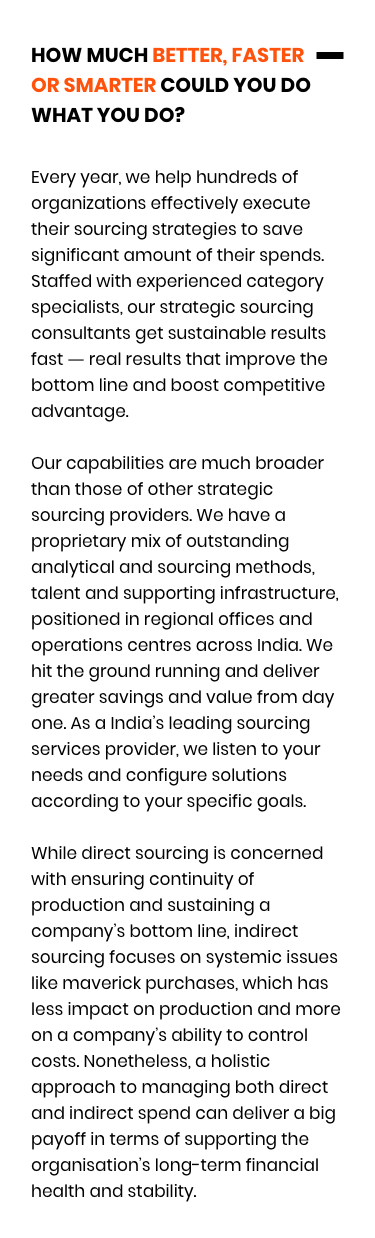 HOW MUCH BETTER, FASTER
OR SMARTER COULD YOU DO
WHAT YOU DO?
Every year, we help hundreds of
organizations effectively execute
their sourcing strategies to save
significant amount of their spends.
Staffed with experienced category
specialists, our strategic sourcing
consultants get sustainable results
fast — real results that improve the
bottom line and boost competitive
advantage.
Our capabilities are much broader
than those of other strategic
sourcing providers. We have a
proprietary mix of outstanding
analytical and sourcing methods,
talent and supporting infrastructure,
positioned in regional offices and
operations centres across India. We
hit the ground running and deliver
greater savings and value from day
one. As a India's leading sourcing
services provider, we listen to your
needs and configure solutions
according to your specific goals.
While direct sourcing is concerned
with ensuring continuity of
production and sustaining a
company's bottom line, indirect
sourcing focuses on systemic issues
like maverick purchases, which has
less impact on production and more
on a company's ability to control
costs. Nonetheless, a holistic
approach to managing both direct
and indirect spend can deliver a big
payoff in terms of supporting the
organisation's long-term financial
health and stability.